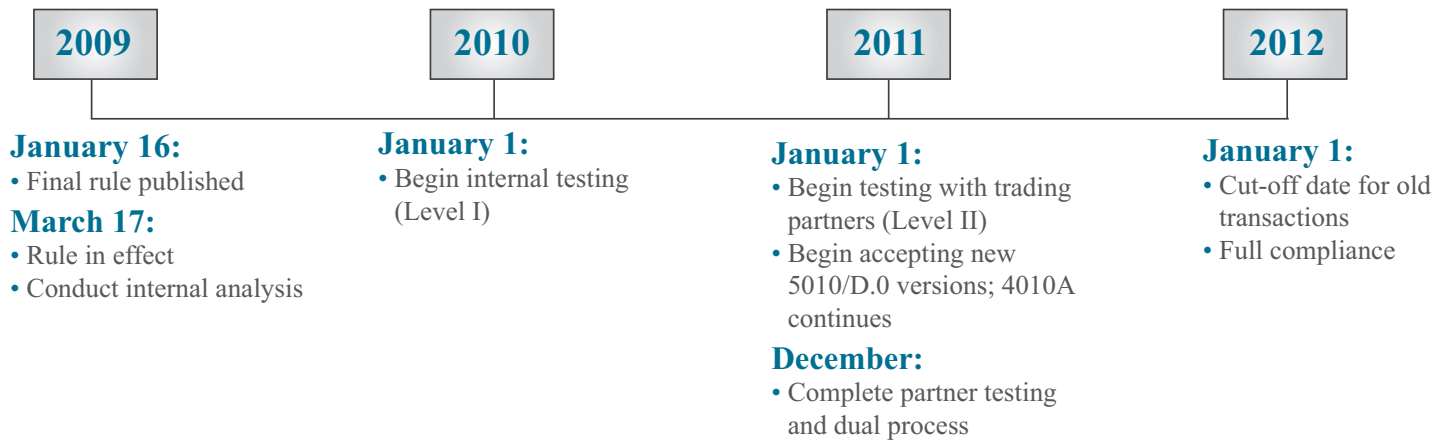 2009
January 16:
• Final rule published
March 17:
• Rule in effect
• Conduct internal analysis
2010
January 1:
• Begin internal testing
(Level I)
2011
January 1:
• Begin testing with trading
partners (Level II)
• Begin accepting new
5010/D.0 versions; 4010A
continues
December:
• Complete partner testing
and dual process
2012
January 1:
• Cut-off date for old
transactions
• Full compliance